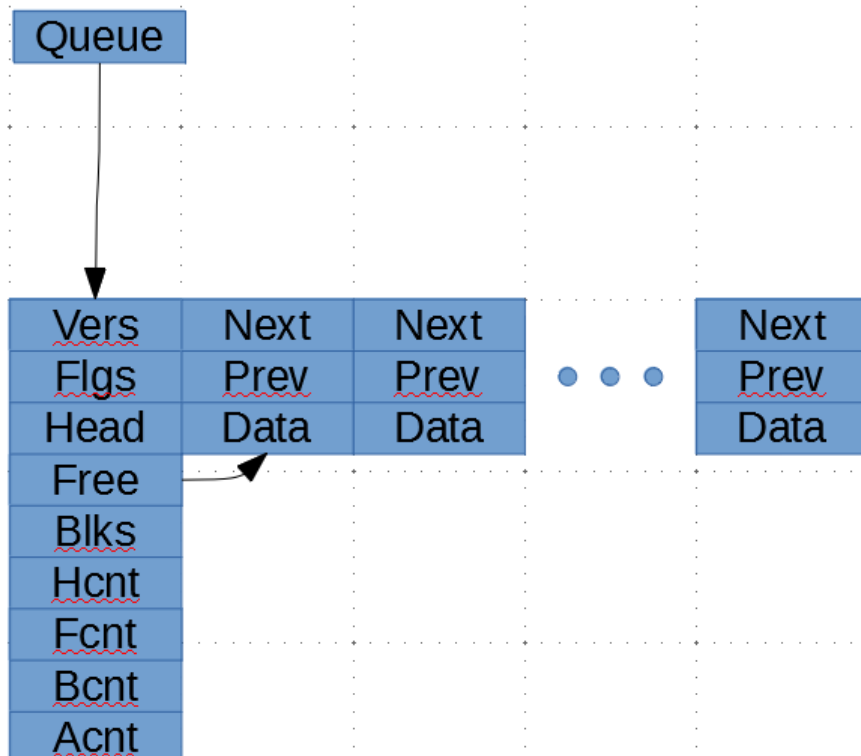 Queue
Vers Next Next Next
Flgs Prev Prev Prev
Head Data Data Data
Free
Blks
Hcnt
Fcnt
Bcnt
Acnt